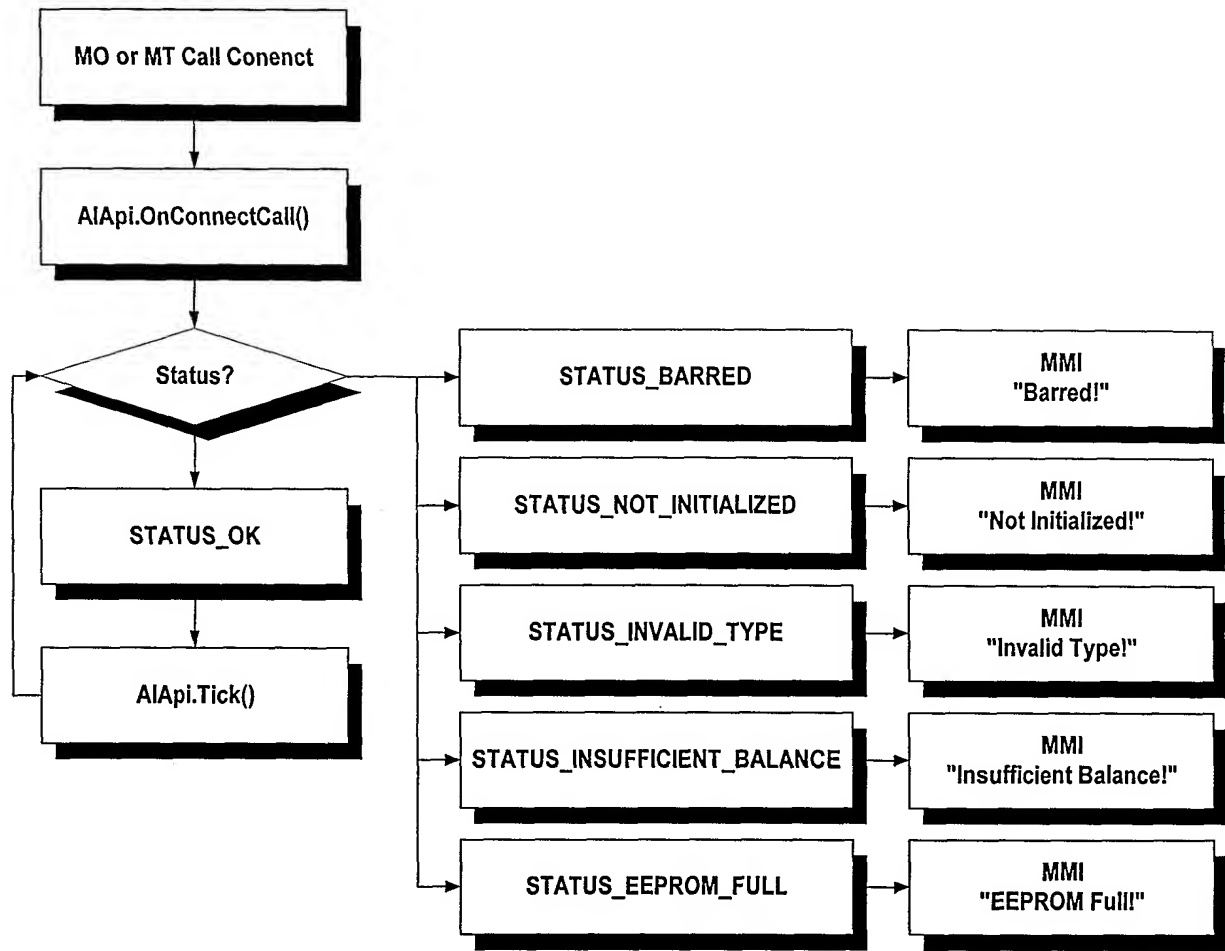 MO or MT Call Conenct
AIApi.OnConnectCall()
Status?
STATUS_OK
AIApi.Tick()
STATUS_BARRED
MMI
"Barred!"
STATUS_NOT_INITIALIZED
MMI
"Not Initialized!"
STATUS_INVALID_TYPE
MMI
"Invalid Type!"
STATUS_INSUFFICIENT_BALANCE
MMI
"Insufficient Balance!"
STATUS_EEPROM_FULL
MMI
"EEPROM Full!"